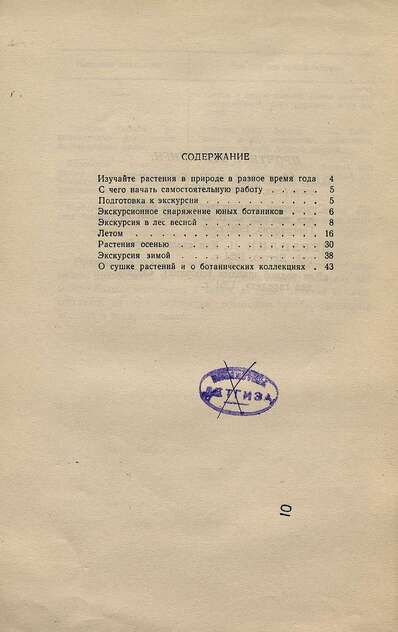 СОДЕРЖАНИЕ
Изучайте растения в природе в разное время года 4
С чего начать самостоятельную работу . . . . . 5
Подготовка к экскурсии . . . . . . . . . . . 5
Экскурсионное снаряжение юных ботаников . . . 6
Экскурсия в лес весной . . . . . . . . . . . 8
Летом . . . . . . . . . . . . . . . . . . 16
Растения осенью . . . . . . . . . . . . . 30
Экскурсия зимой . . . . . . . . . . . . . 38
О сушке растений и о ботанических коллекциях . 43
БИБЛИОТЕКА
ДЕТГИЗА
10